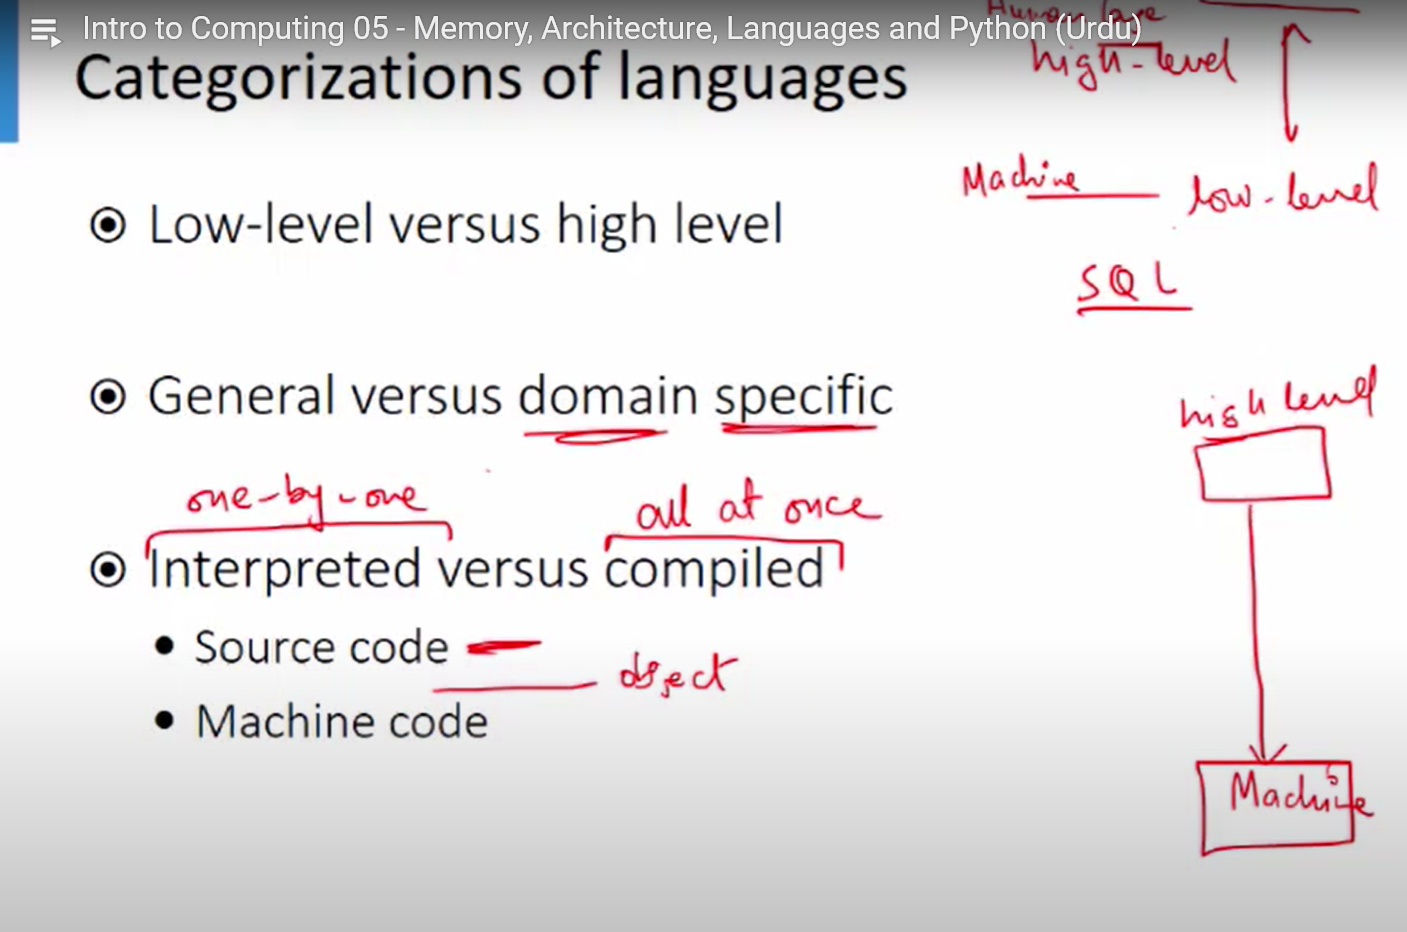 Intro to Computing 05 - Memory, Architecture, Languages and Python (Urdu)
high-level
Categorizations of languages
Machine
low-level
Low-level versus high level
SQL
high level
General versus domain specific
one-by-one
all at once
Interpreted versus compiled
Source code
object
Machine code
Machine